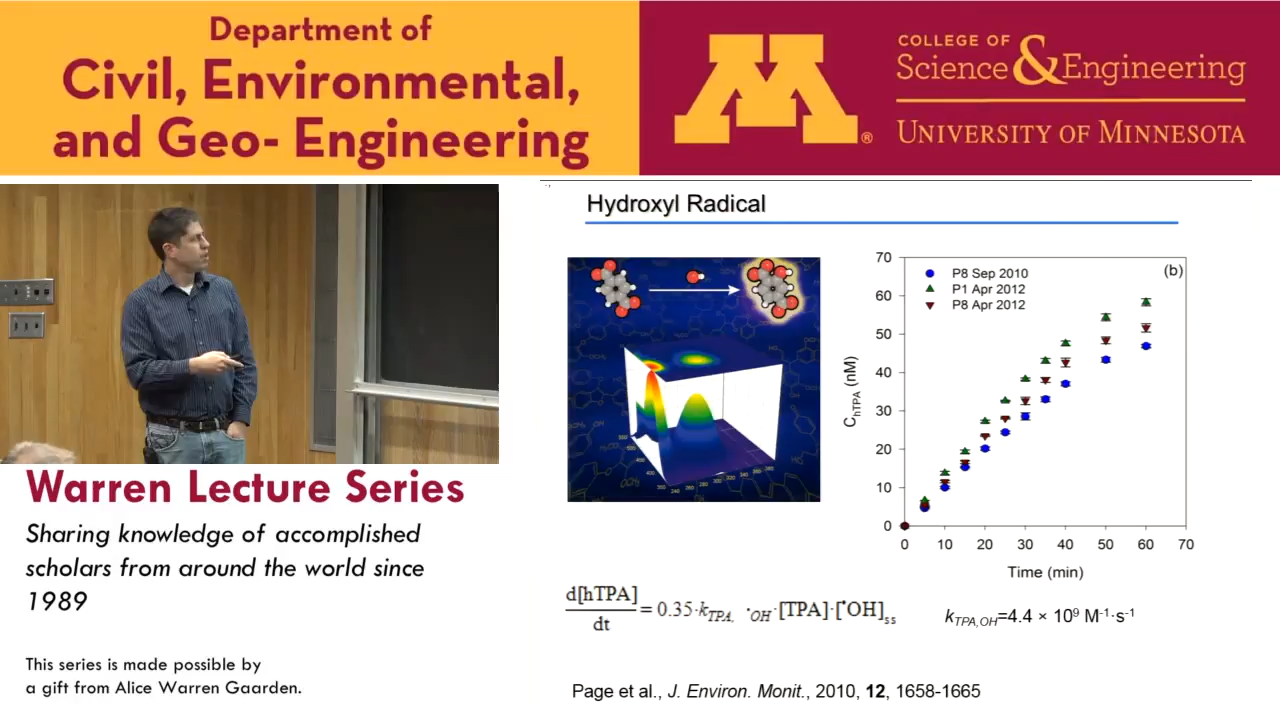 Department of
Civil, Environmental,
and Geo- Engineering
M®
COLLEGE OF
Science & Engineering
UNIVERSITY OF MINNESOTA
Hydroxyl Radical
(b)
P8 Sep 2010
P1 Apr 2012
P8 Apr 2012
70
60
50
40
30
20
10
0
C_hTPA (nM)
0 10 20 30 40 50 60 70
Time (min)
d[hTPA]/dt = 0.35·k_TPA, ·OH·[TPA]·[•OH]_ss
k_TPA,OH=4.4 × 10⁹ M⁻¹·s⁻¹
Page et al., J. Environ. Monit., 2010, 12, 1658-1665
Warren Lecture Series
Sharing knowledge of accomplished
scholars from around the world since
1989
This series is made possible by
a gift from Alice Warren Gaarden.